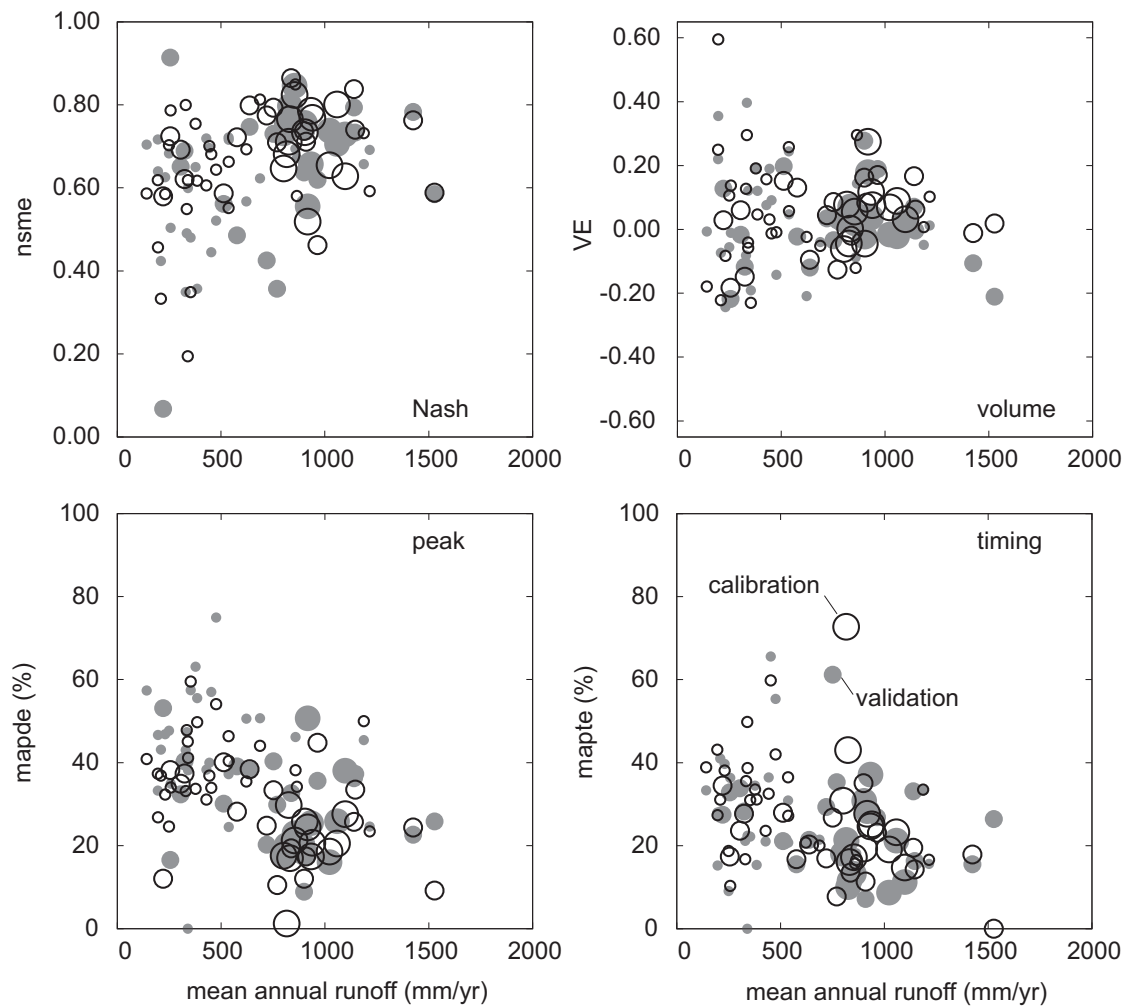 1.00
0.80
0.60
0.40
0.20
0.00
nsme
Nash
0 500 1000 1500 2000
0.60
0.40
0.20
0.00
-0.20
-0.40
-0.60
VE
volume
0 500 1000 1500 2000
100
80
60
40
20
0
mapde (%)
peak
0 500 1000 1500 2000
mean annual runoff (mm/yr)
100
80
60
40
20
0
mapte (%)
timing
calibration
validation
0 500 1000 1500 2000
mean annual runoff (mm/yr)